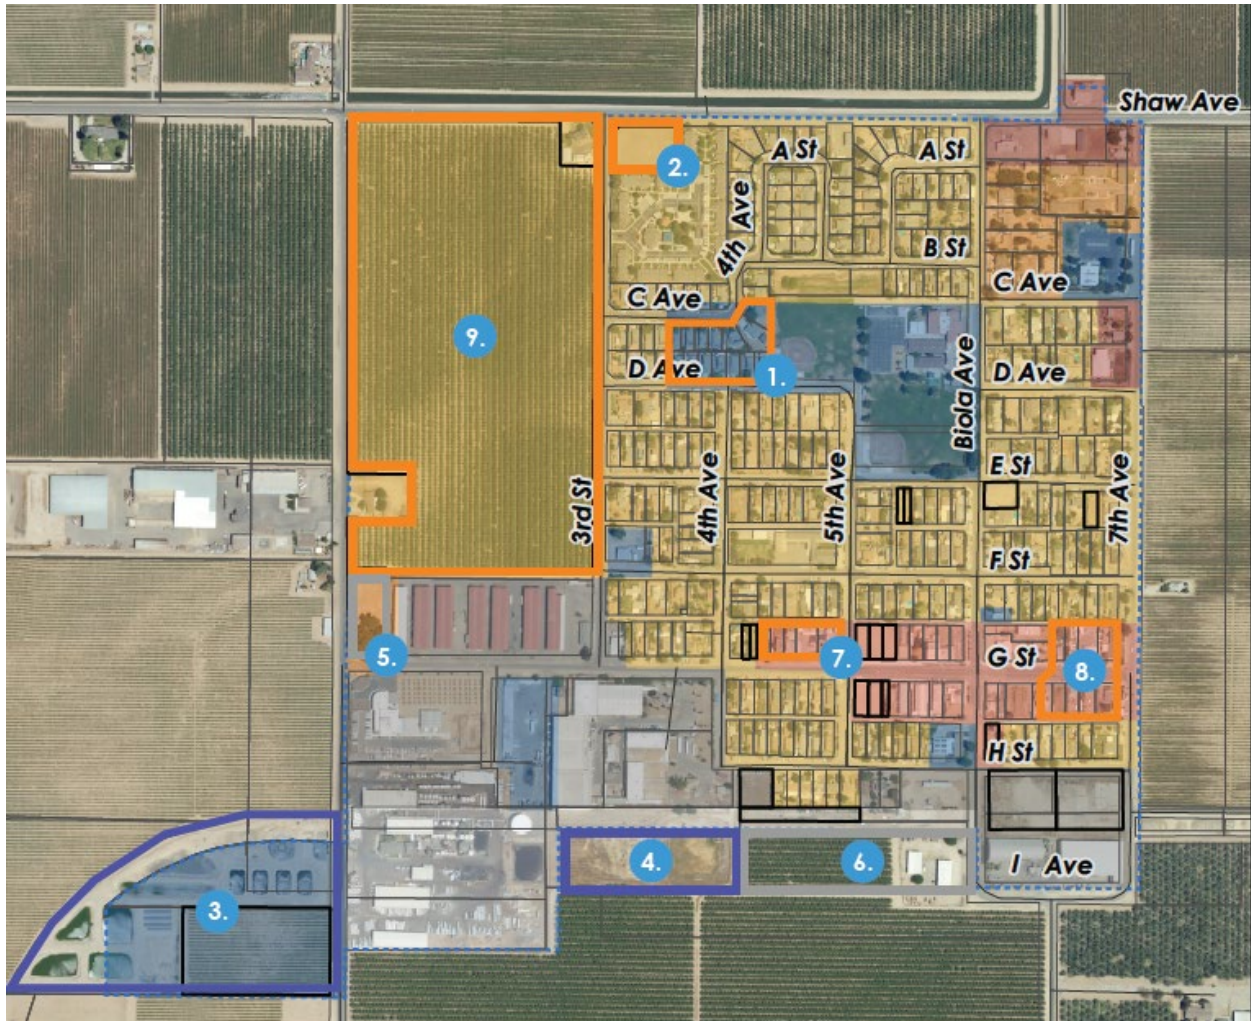 Shaw Ave
2.
A St
A St
4th Ave
B St
C Ave
C Ave
9.
D Ave
1.
Biola Ave
D Ave
3rd St
4th Ave
5th Ave
E St
7th Ave
F St
5.
7.
G St
8.
H St
4.
6.
I Ave
3.